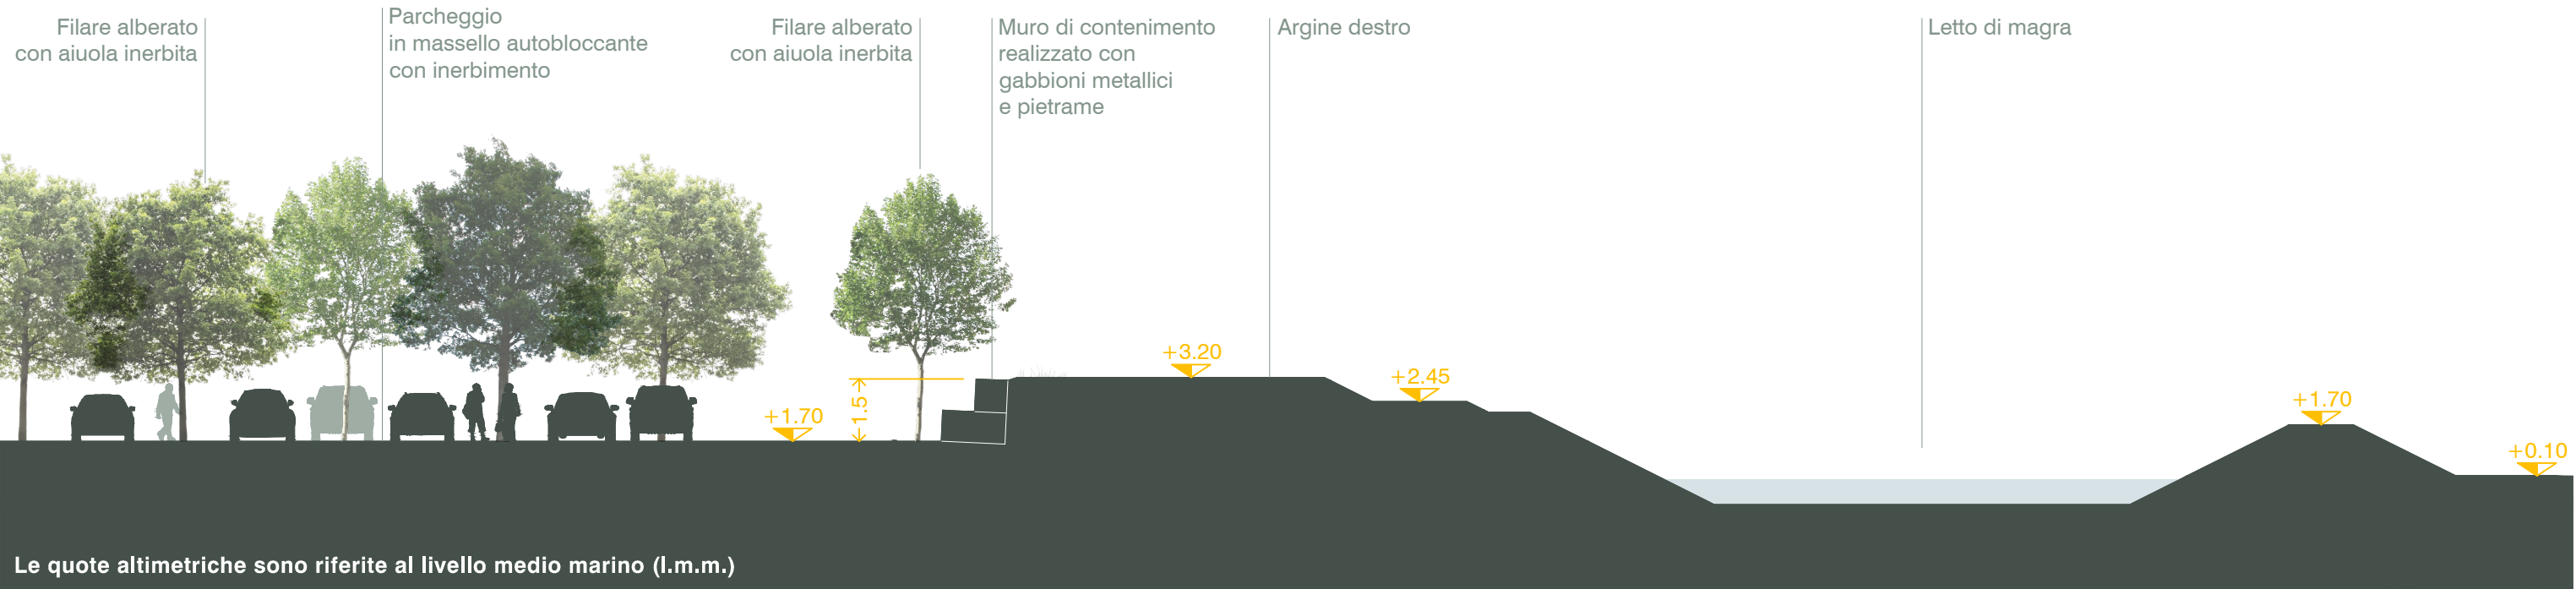 Filare alberato
con aiuola inerbita
Parcheggio
in massello autobloccante
con inerbimento
Filare alberato
con aiuola inerbita
Muro di contenimento
realizzato con
gabbioni metallici
e pietrame
Argine destro
Letto di magra
+1.70
1.5
+3.20
+2.45
+1.70
+0.10
Le quote altimetriche sono riferite al livello medio marino (l.m.m.)